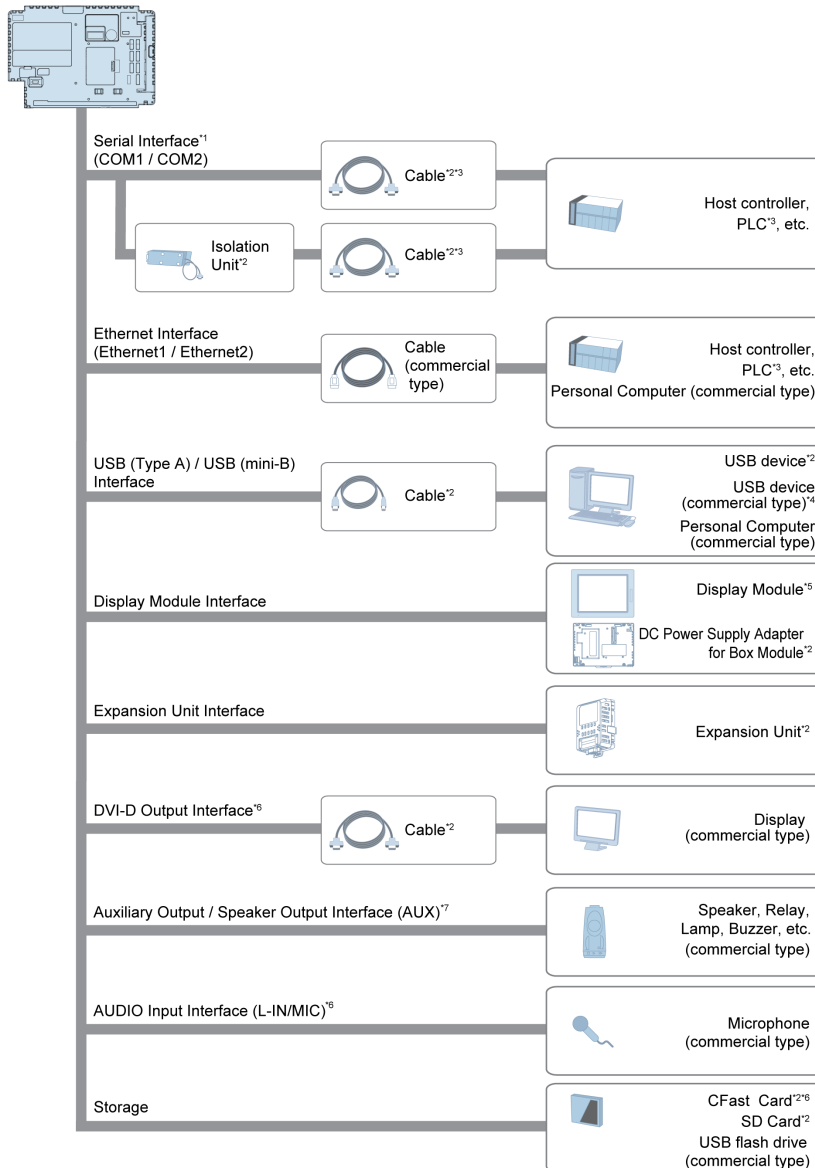 Serial Interface*1
(COM1 / COM2)
Cable*2*3
Host controller,
PLC*3, etc.
Isolation
Unit*2
Cable*2*3
Ethernet Interface
(Ethernet1 / Ethernet2)
Cable
(commercial
type)
Host controller,
PLC*3, etc.
Personal Computer (commercial type)
USB (Type A) / USB (mini-B)
Interface
Cable*2
USB device*2
USB device
(commercial type)*4
Personal Computer
(commercial type)
Display Module Interface
Display Module*5
DC Power Supply Adapter
for Box Module*2
Expansion Unit Interface
Expansion Unit*2
DVI-D Output Interface*6
Cable*2
Display
(commercial type)
Auxiliary Output / Speaker Output Interface (AUX)*7
Speaker, Relay,
Lamp, Buzzer, etc.
(commercial type)
AUDIO Input Interface (L-IN/MIC)*6
Microphone
(commercial type)
Storage
CFast Card*2*6
SD Card*2
USB flash drive
(commercial type)